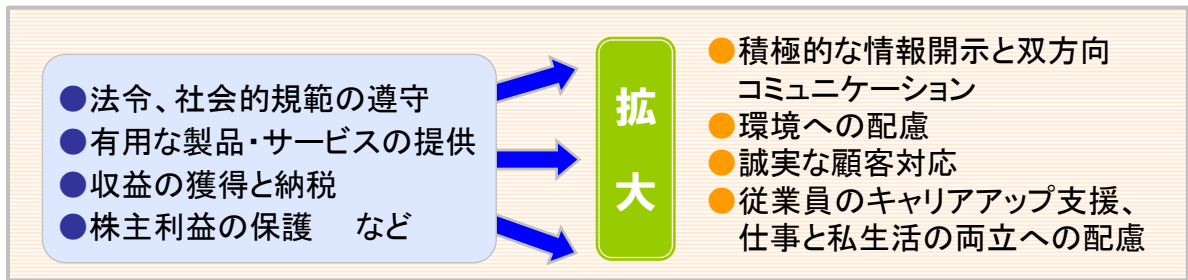 ●法令、社会的規範の遵守
●有用な製品・サービスの提供
●収益の獲得と納税
●株主利益の保護　など
拡大
●積極的な情報開示と双方向
コミュニケーション
●環境への配慮
●誠実な顧客対応
●従業員のキャリアアップ支援、
仕事と私生活の両立への配慮